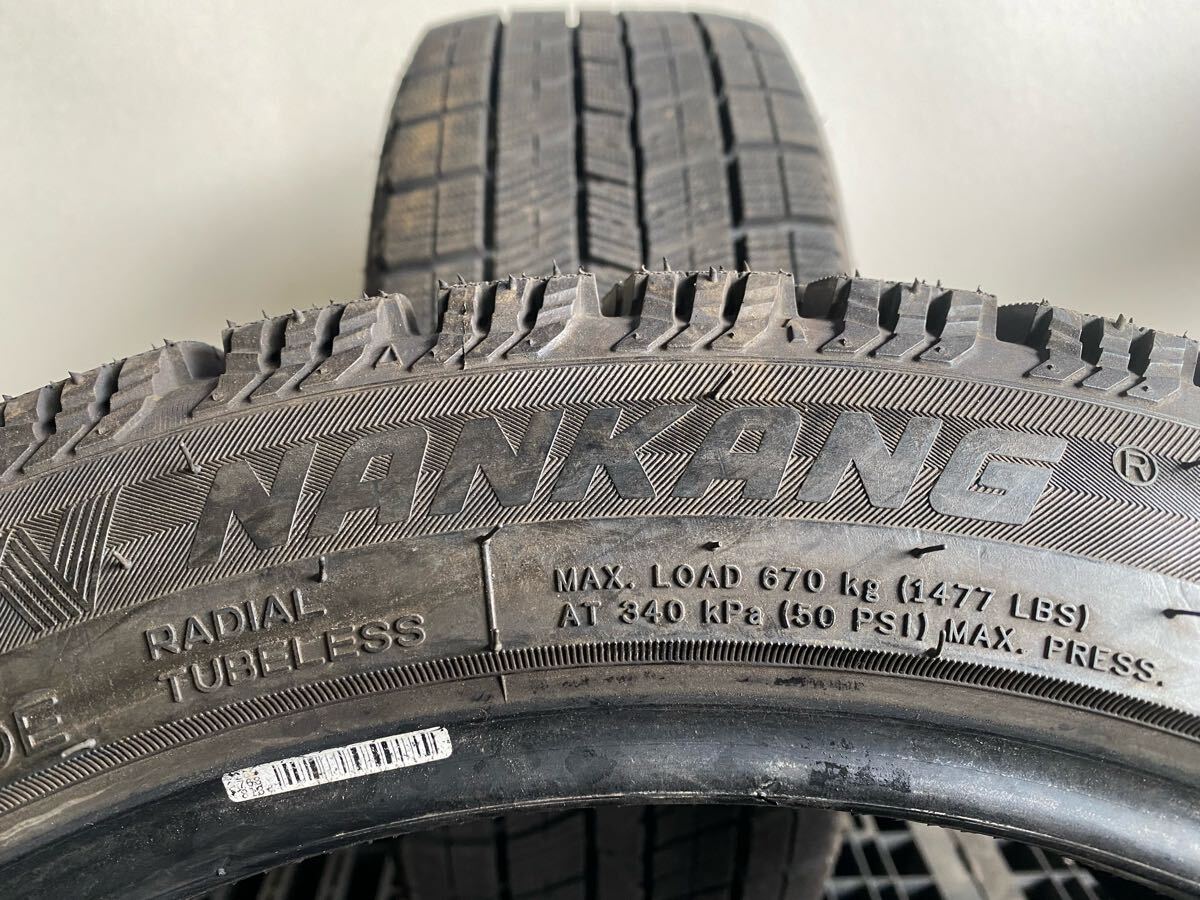 NANKANG ®
RADIAL
TUBELESS
MAX. LOAD 670 kg (1477 LBS)
AT 340 kPa (50 PSI) MAX. PRESS.